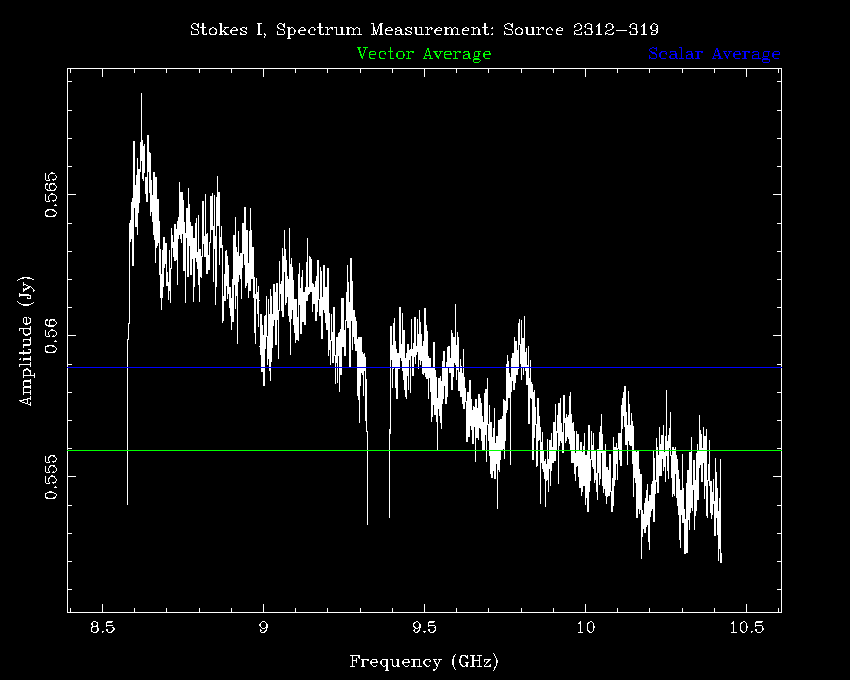 Stokes I, Spectrum Measurement: Source 2312-319
Vector Average Scalar Average
0.565
0.56
0.555
Amplitude (Jy)
8.5 9 9.5 10 10.5
Frequency (GHz)